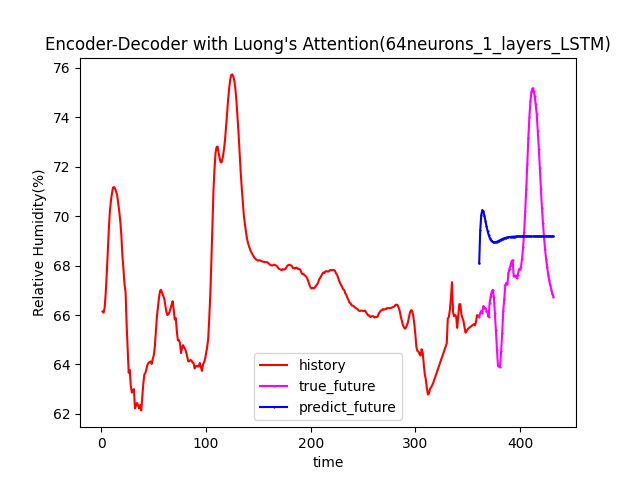 Encoder-Decoder with Luong's Attention(64neurons_1_layers_LSTM)
76
74
72
70
68
66
64
62
Relative Humidity(%)
history
true_future
predict_future
0
100
200
300
400
time